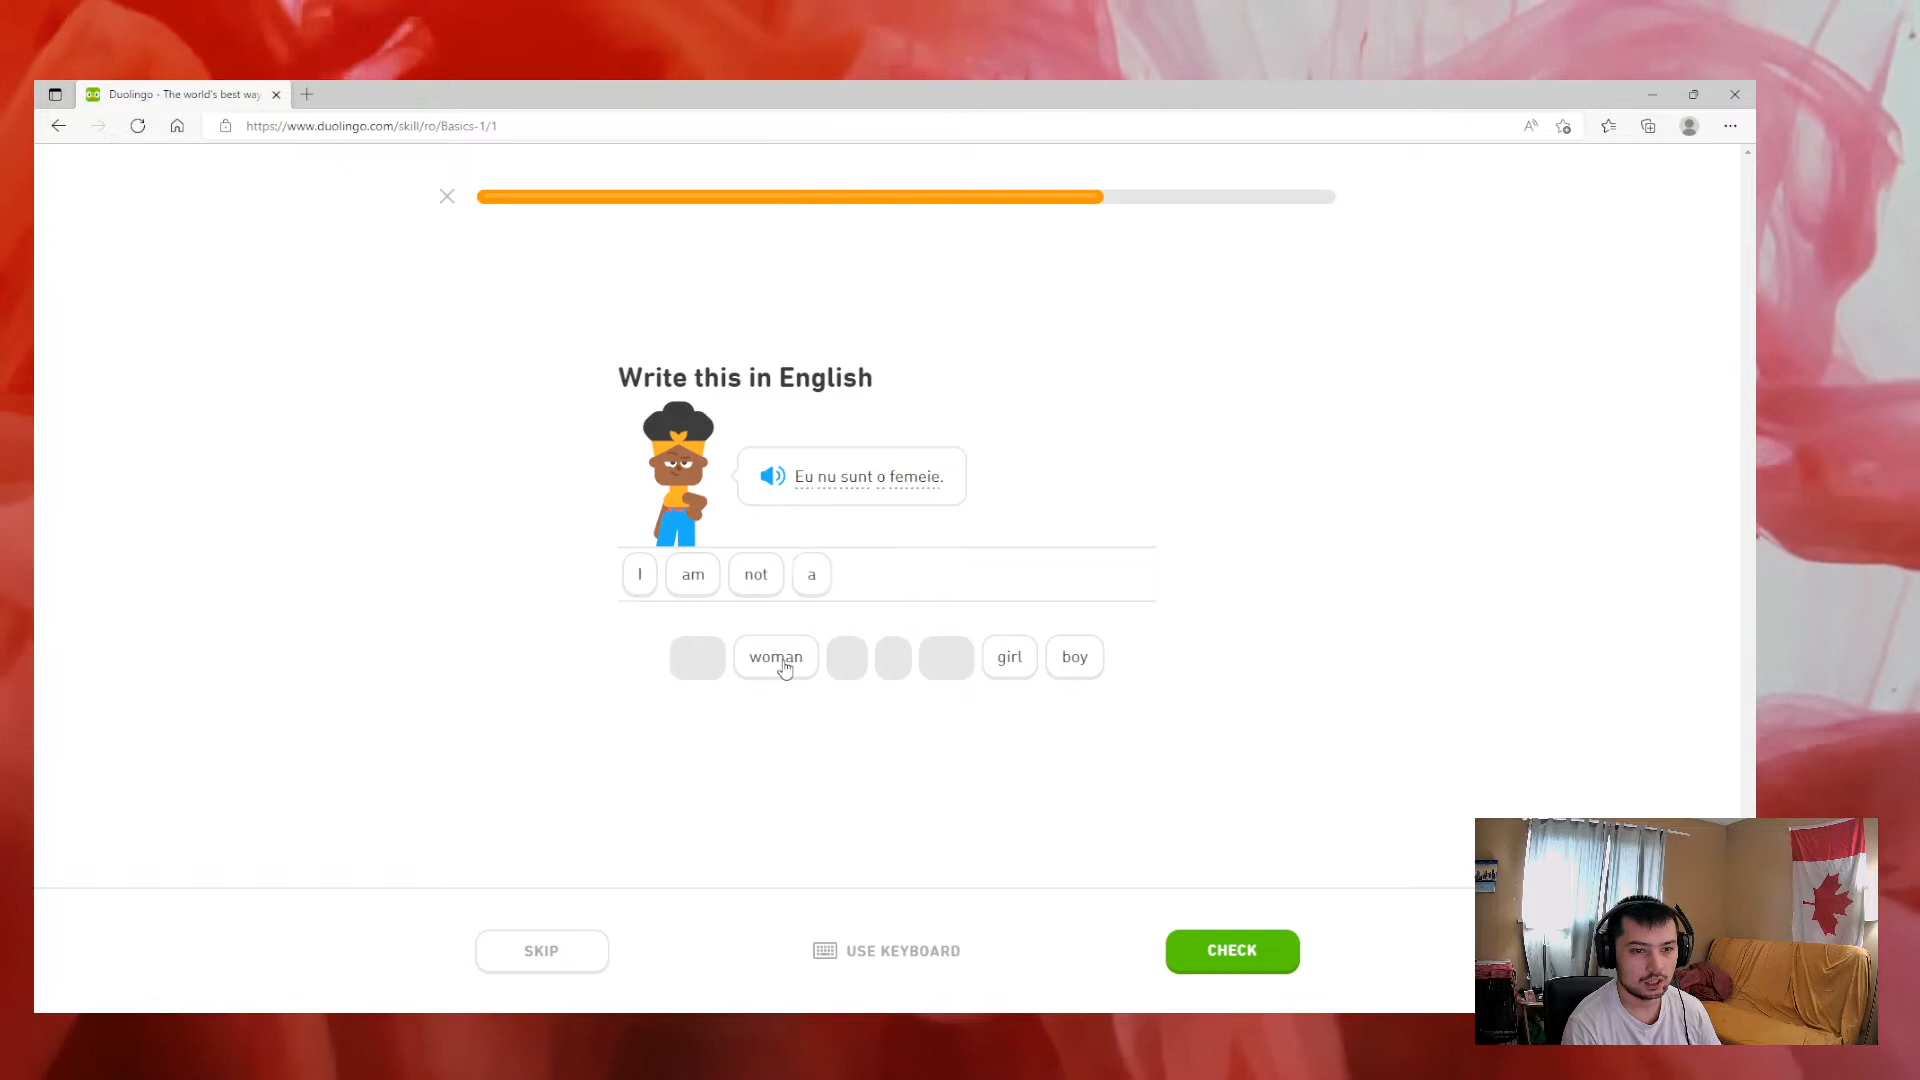 Duolingo - The world's best way
https://www.duolingo.com/skill/ro/Basics-1/1
Write this in English
Eu nu sunt o femeie.
I am not a
woman girl boy
SKIP USE KEYBOARD CHECK